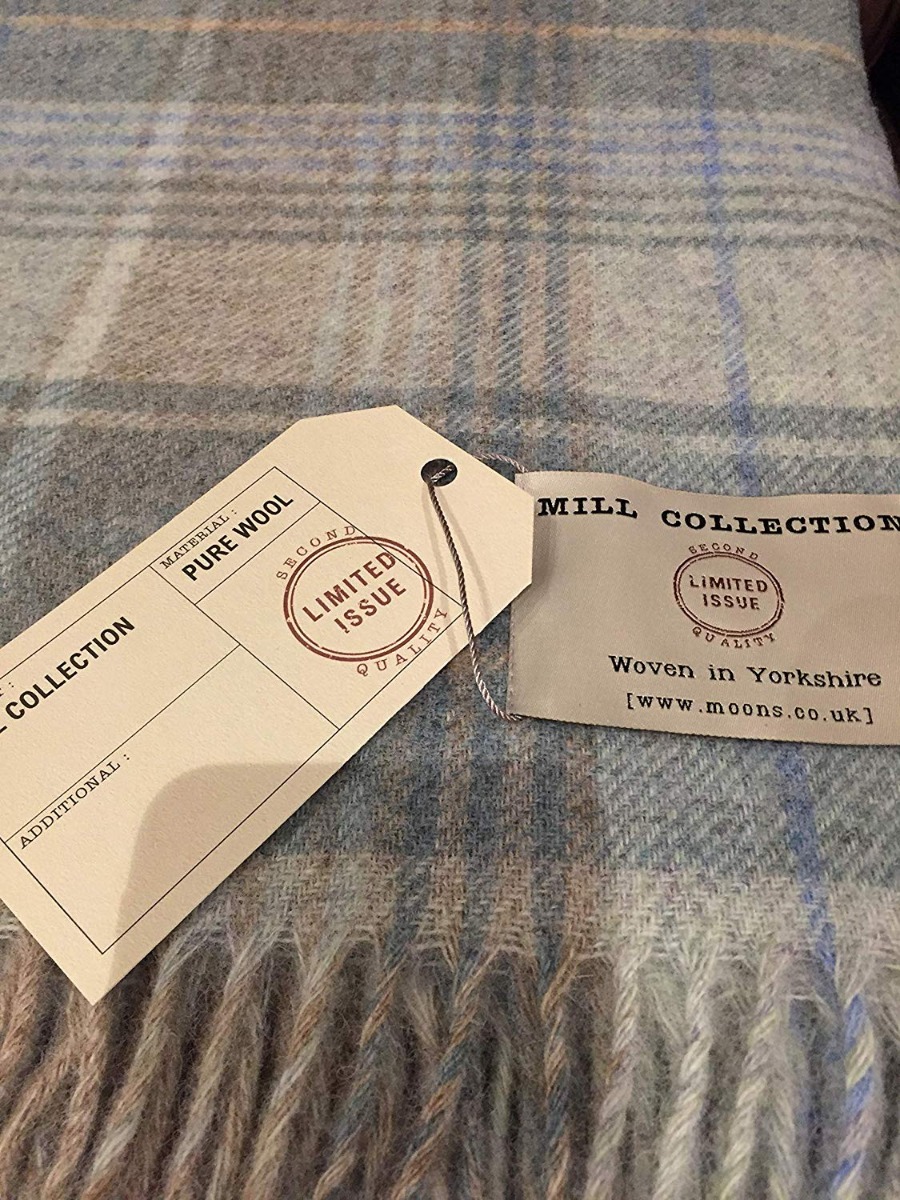 MATERIAL :
PURE WOOL
SECOND
LIMITED
ISSUE
QUALITY
COLLECTION
ADDITIONAL :
MILL COLLECTION
SECOND
LIMITED
ISSUE
QUALITY
Woven in Yorkshire
[www.moons.co.uk]